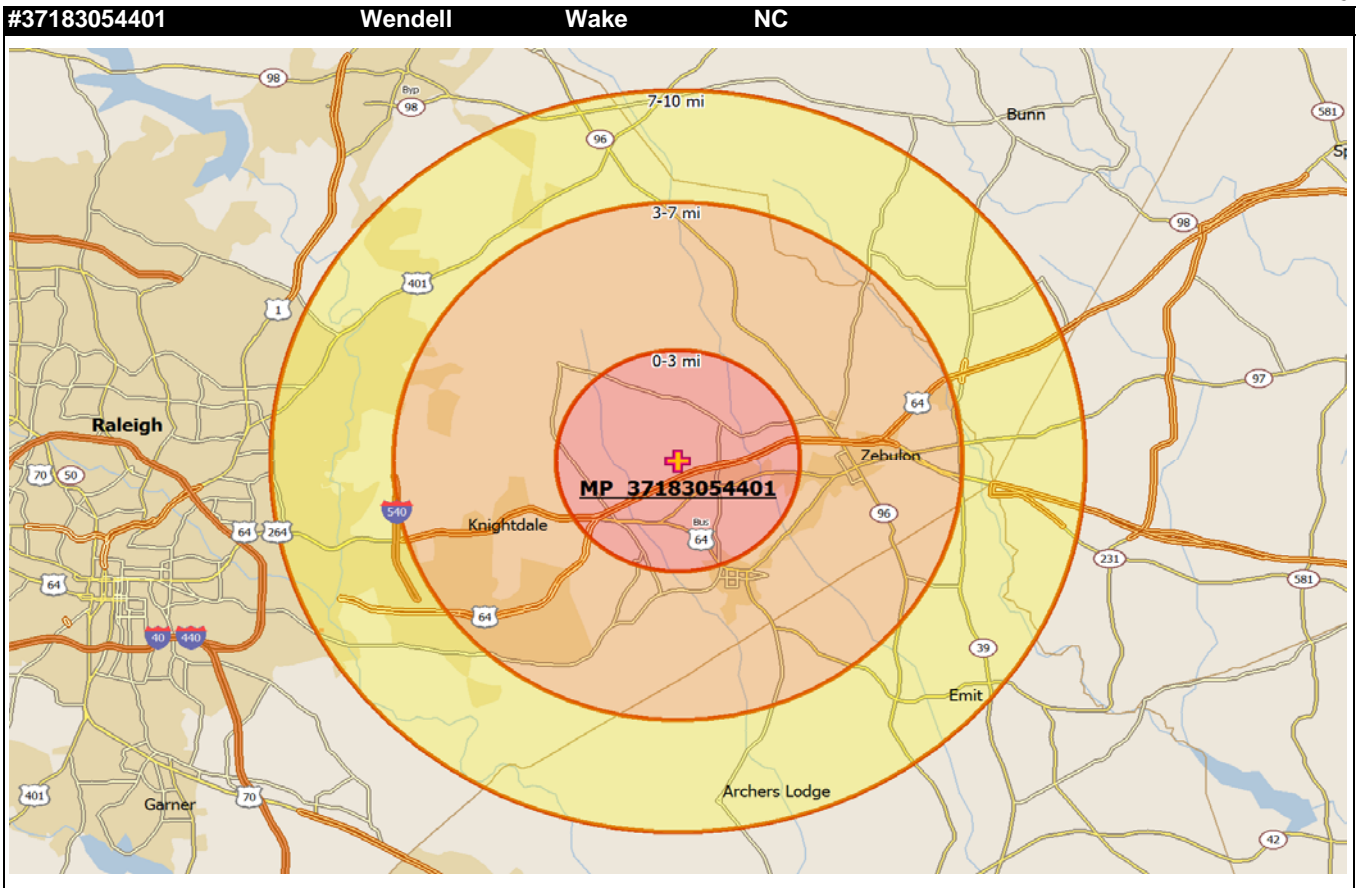 #37183054401 Wendell Wake NC
98
Byp
98
7-10 mi
Bunn
581
96
3-7 mi
98
401
1
0-3 mi
97
64
Raleigh
Zebulon
70 50
MP 37183054401
540
Knightdale
96
Bus
64
64 264
231
64
581
64
40 440
39
Emit
Archers Lodge
401
Garner
70
42